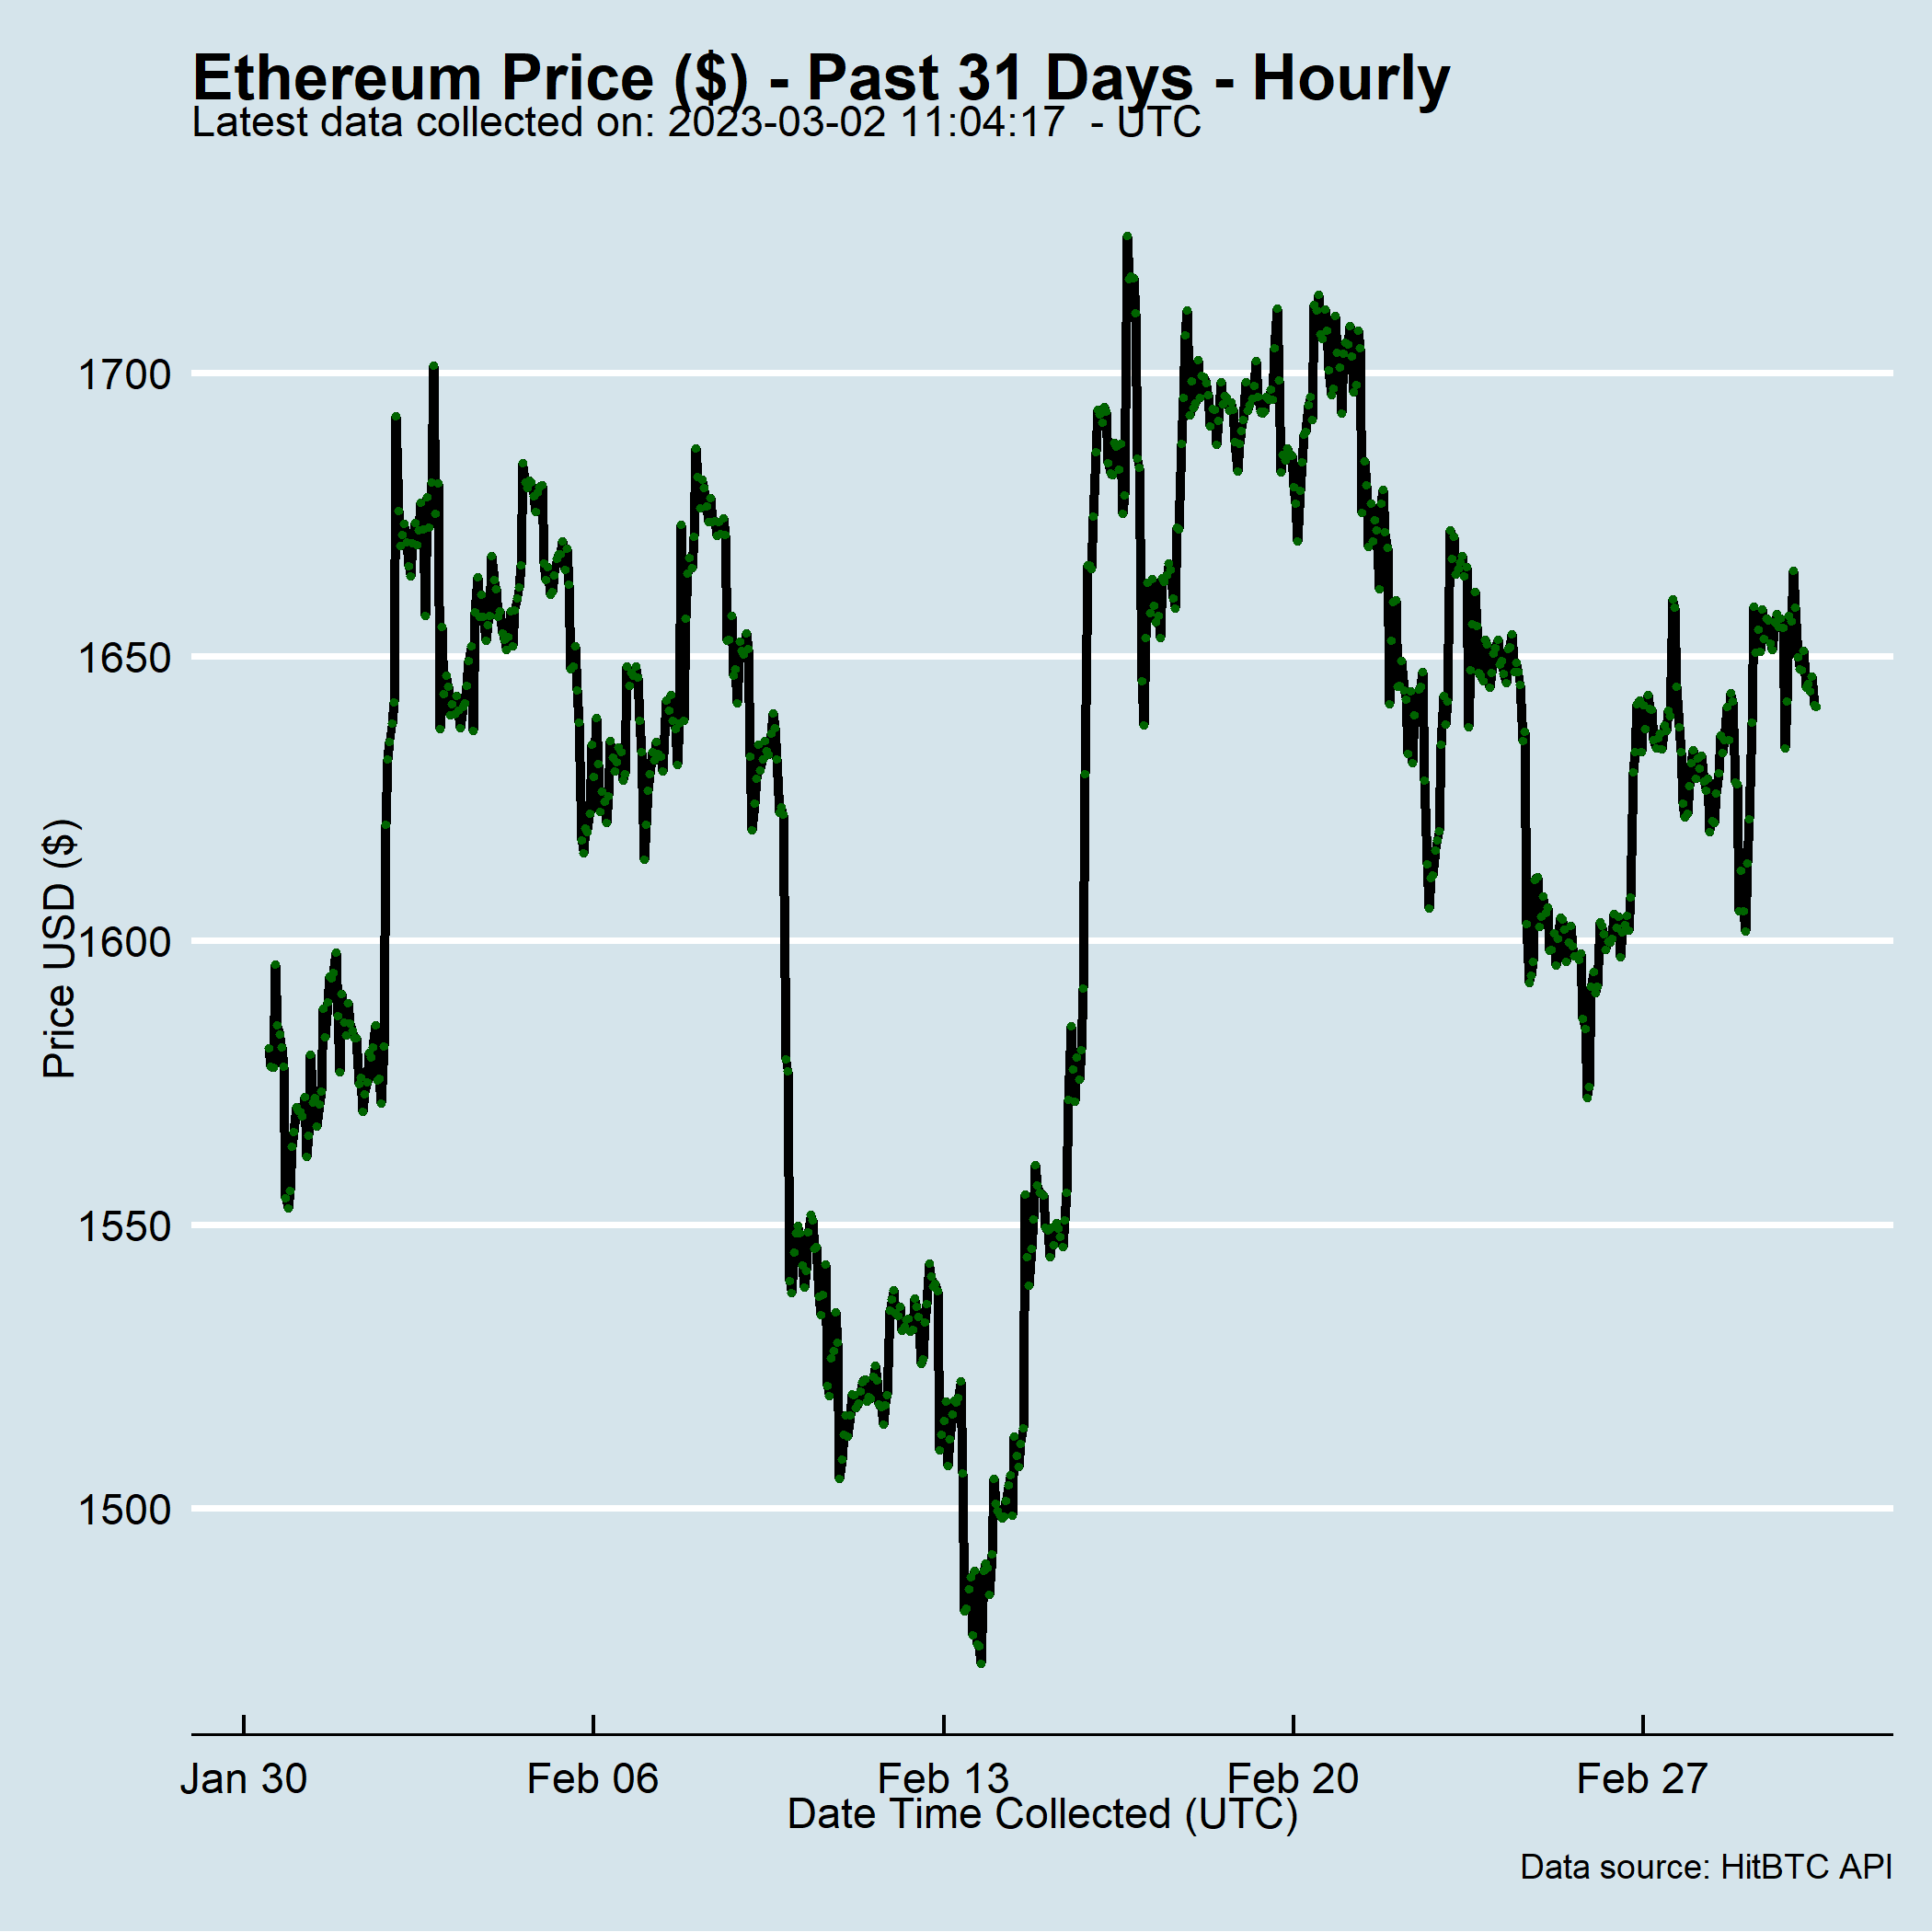 Ethereum Price ($) - Past 31 Days - Hourly
Latest data collected on: 2023-03-02 11:04:17  - UTC
Price USD ($)
1700
1650
1600
1550
1500
Jan 30
Feb 06
Feb 13
Feb 20
Feb 27
Date Time Collected (UTC)
Data source: HitBTC API